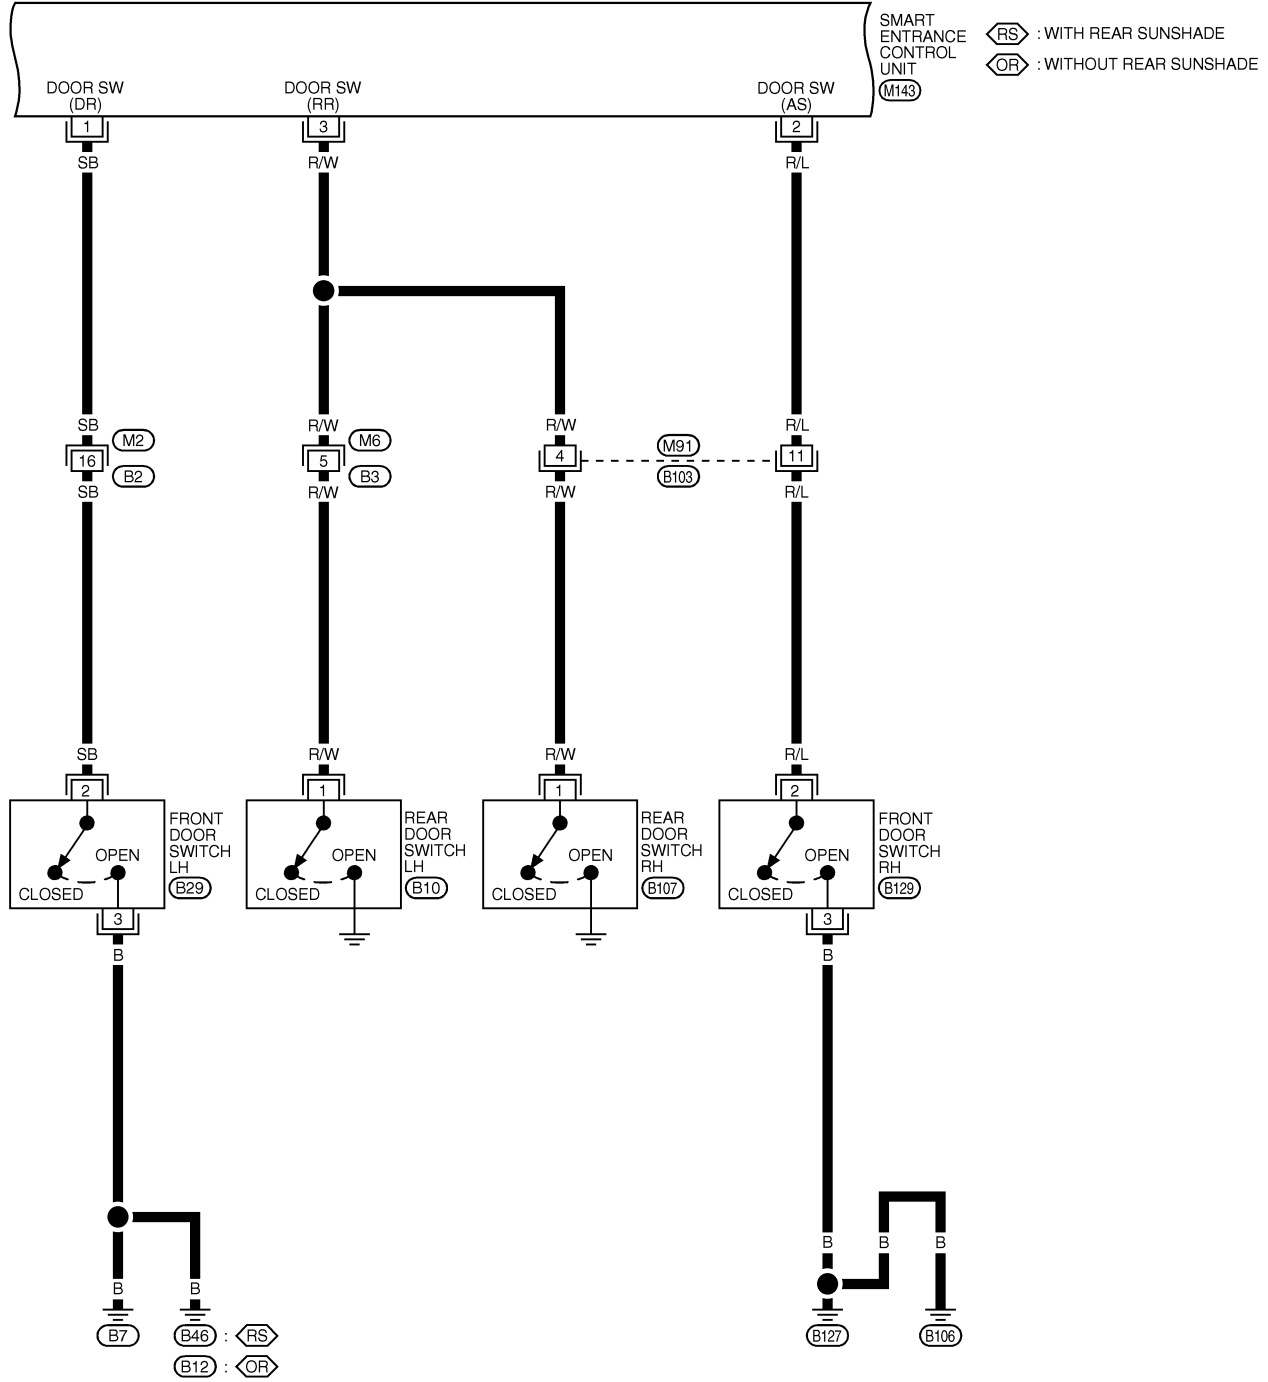 SMART
ENTRANCE
CONTROL
UNIT
M143
RS : WITH REAR SUNSHADE
OR : WITHOUT REAR SUNSHADE
DOOR SW
(DR)
DOOR SW
(RR)
DOOR SW
(AS)
1
3
2
SB
R/W
R/L
SB
R/W
R/W
R/L
M2
M6
M91
16
5
4
11
B2
B3
B103
SB
R/W
R/W
R/L
SB
R/W
R/W
R/L
2
1
1
2
FRONT
DOOR
SWITCH
LH
B29
OPEN
CLOSED
REAR
DOOR
SWITCH
LH
B10
OPEN
CLOSED
REAR
DOOR
SWITCH
RH
B107
OPEN
CLOSED
FRONT
DOOR
SWITCH
RH
B129
OPEN
CLOSED
3
3
B
B
B
B
B
B
B
B7
B46 : RS
B12 : OR
B127
B106